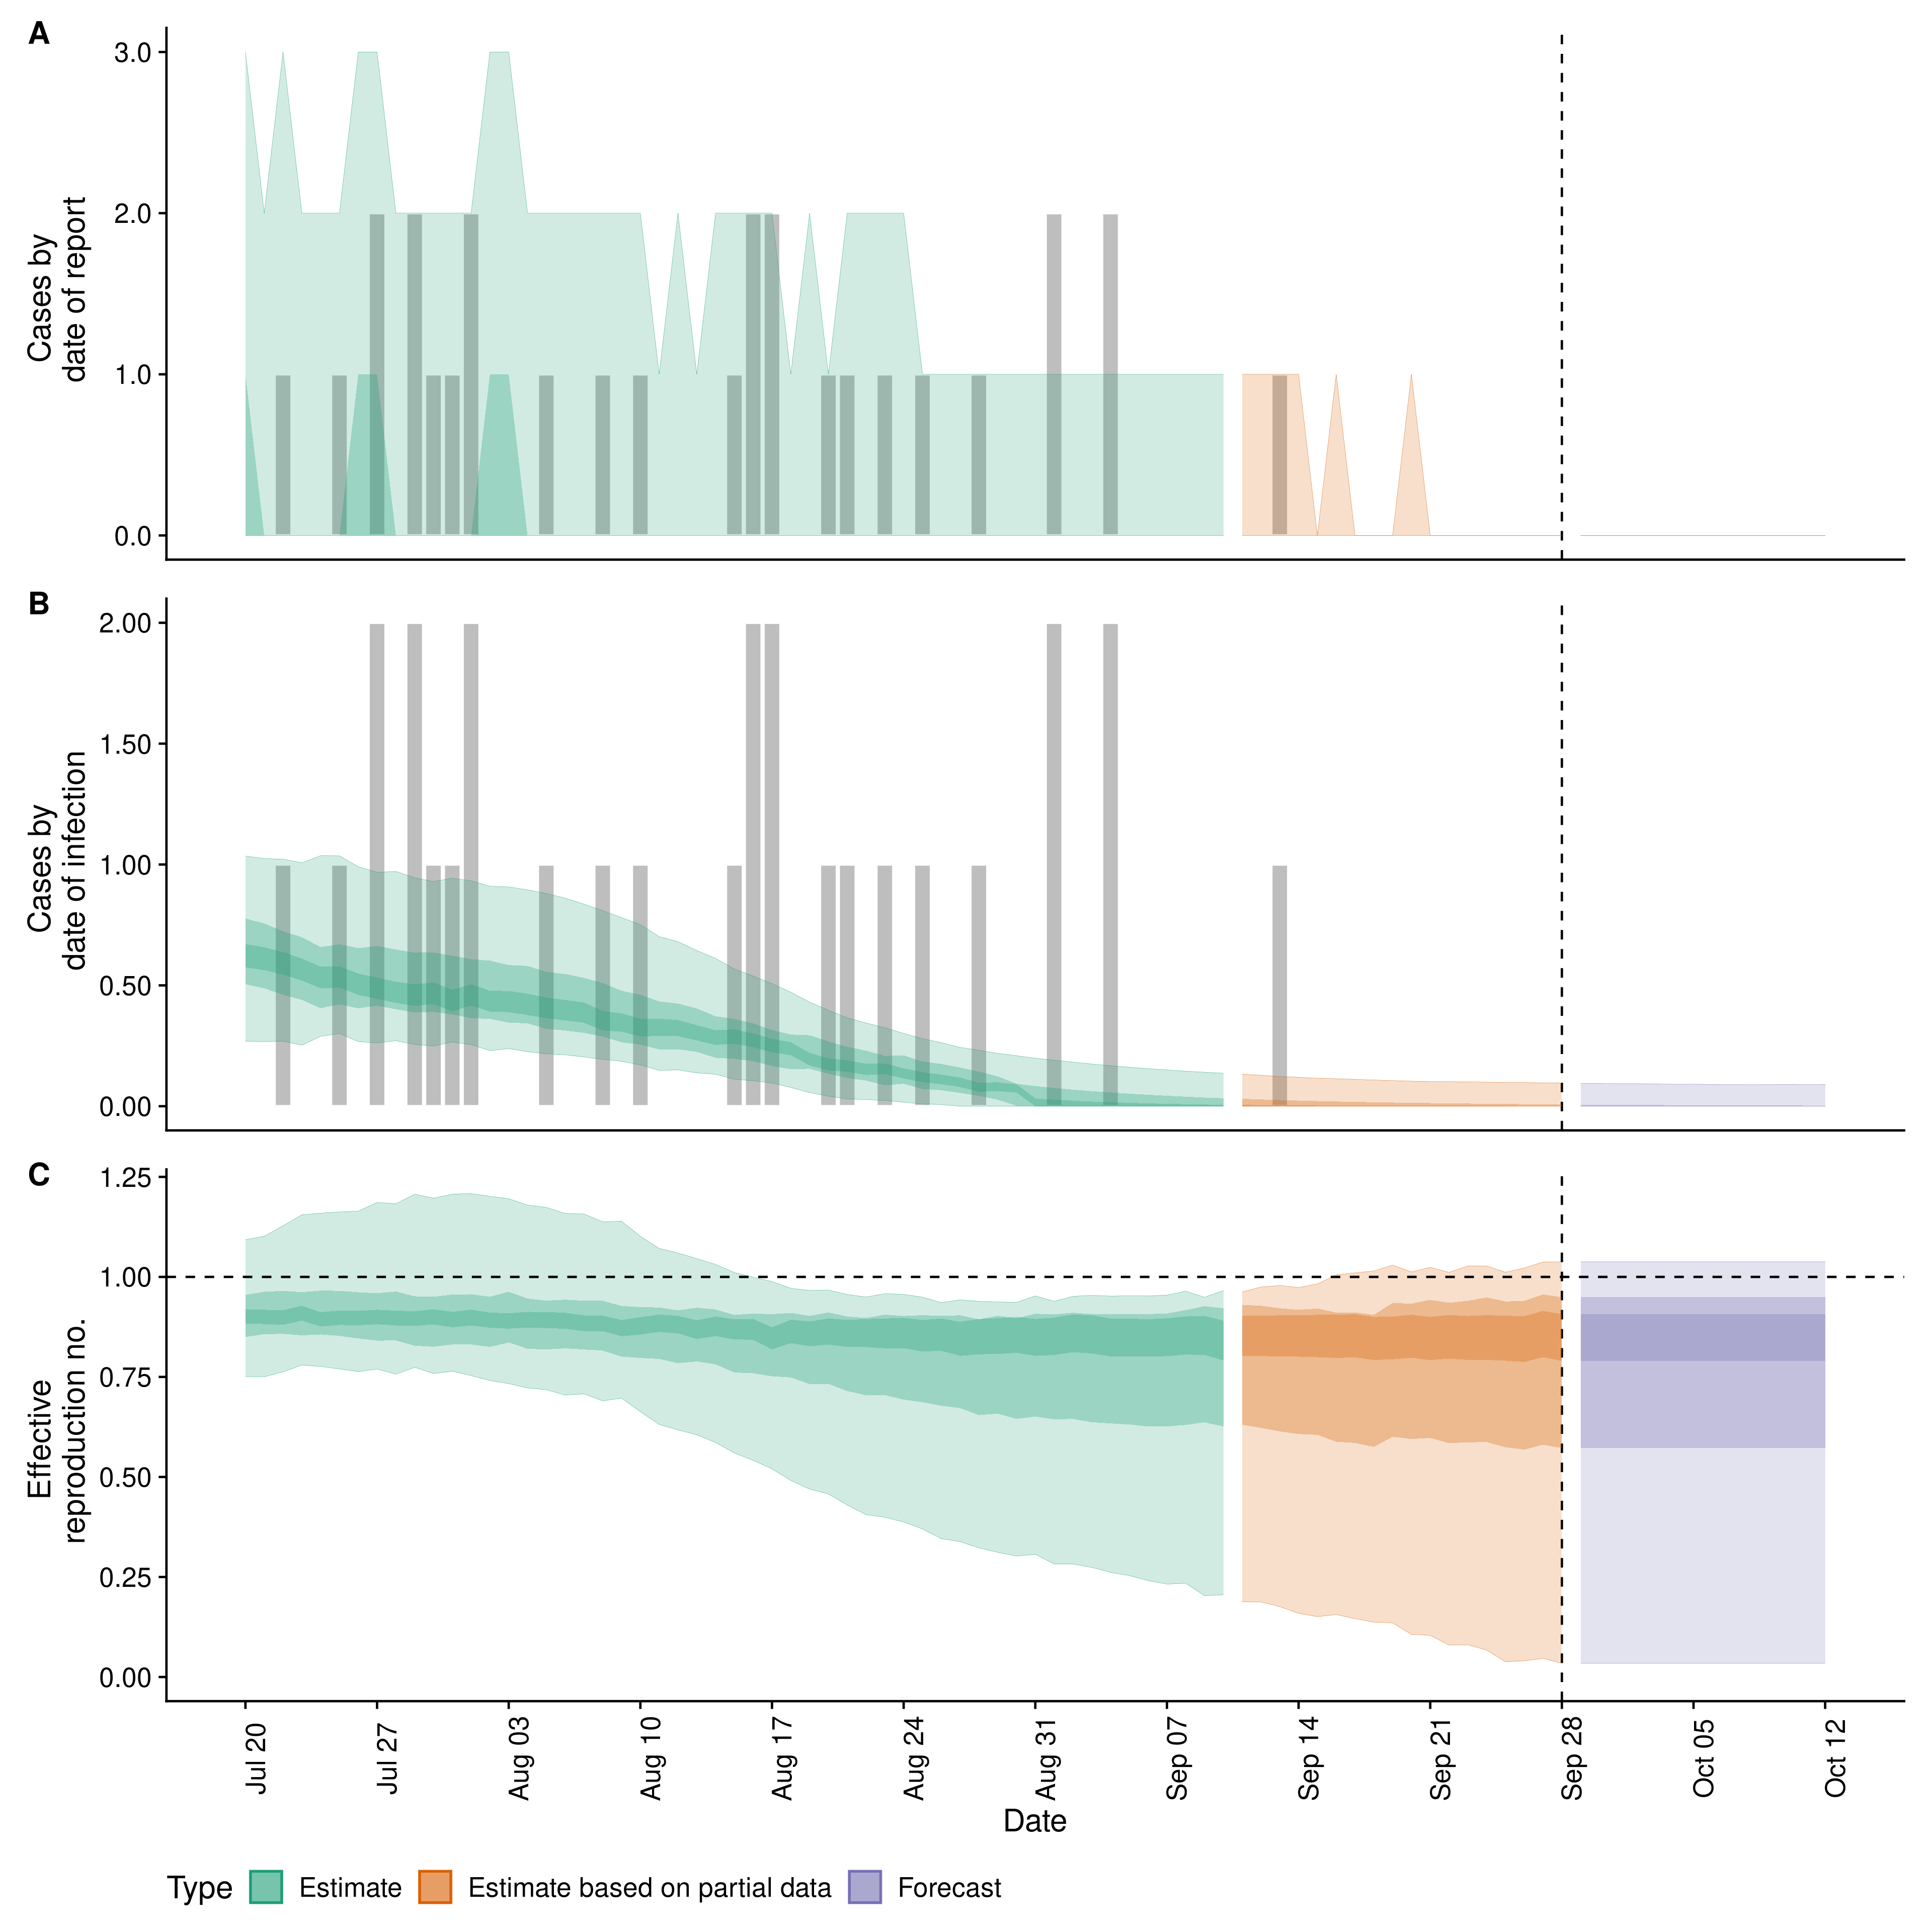 A
Cases by
date of report
3.0
2.0
1.0
0.0
B
Cases by
date of infection
2.00
1.50
1.00
0.50
0.00
C
Effective
reproduction no.
1.25
1.00
0.75
0.50
0.25
0.00
Jul 20
Jul 27
Aug 03
Aug 10
Aug 17
Aug 24
Aug 31
Sep 07
Sep 14
Sep 21
Sep 28
Oct 05
Oct 12
Date
Type Estimate Estimate based on partial data Forecast